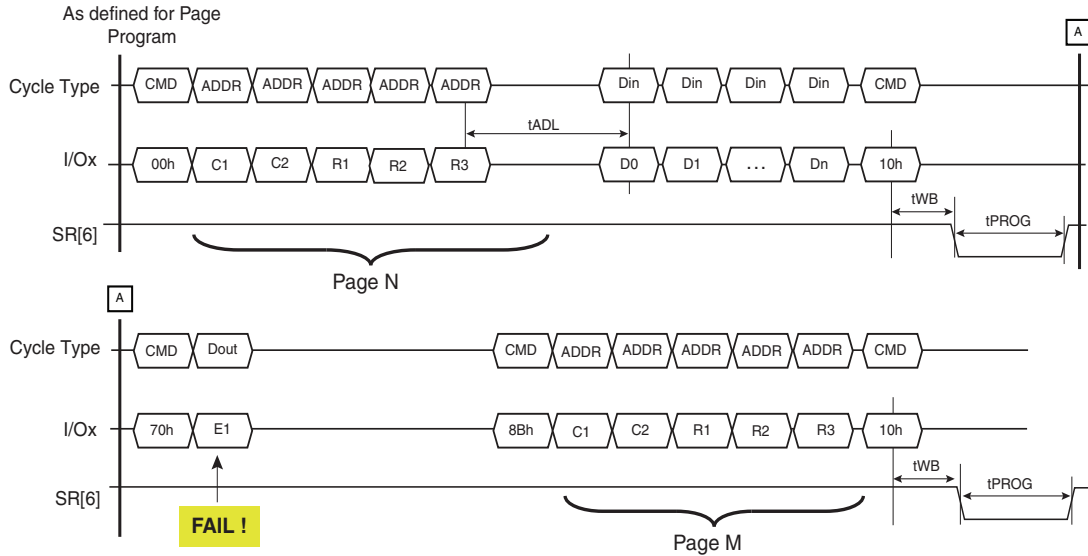 As defined for Page
Program
A
Cycle Type CMD ADDR ADDR ADDR ADDR ADDR Din Din Din Din CMD
tADL
I/Ox 00h C1 C2 R1 R2 R3 D0 D1 ... Dn 10h
tWB
tPROG
SR[6]
Page N
A
Cycle Type CMD Dout CMD ADDR ADDR ADDR ADDR ADDR CMD
I/Ox 70h E1 8Bh C1 C2 R1 R2 R3 10h
tWB
tPROG
SR[6]
FAIL !
Page M